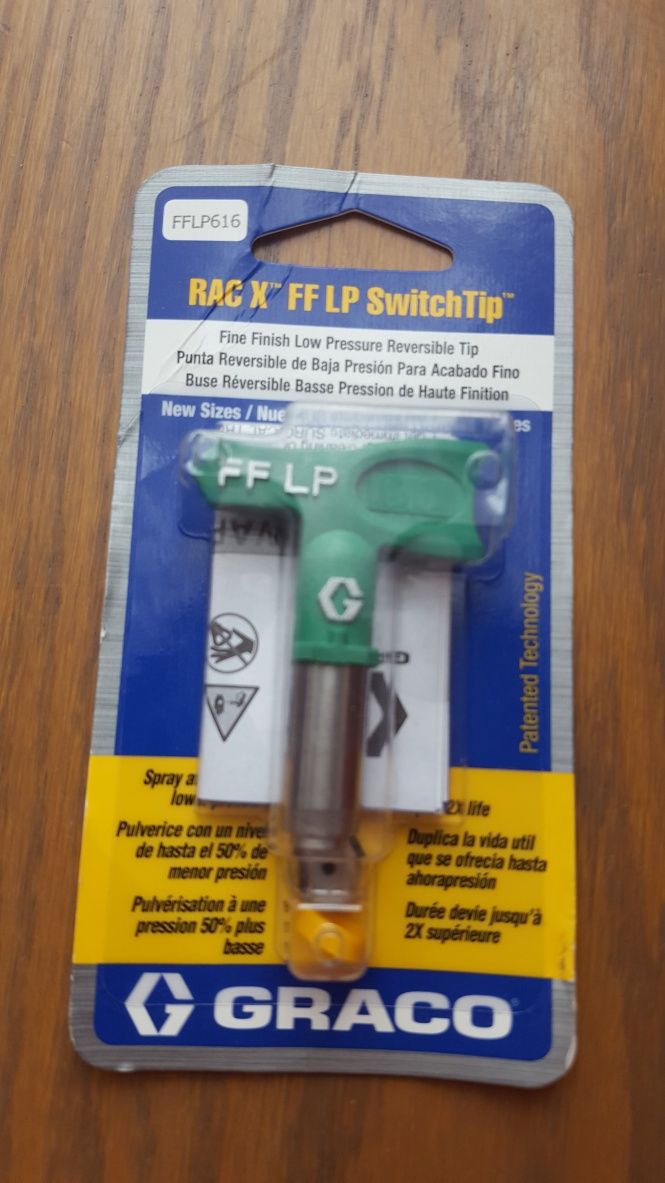 FFLP616
RAC X™ FF LP SwitchTip™
Fine Finish Low Pressure Reversible Tip
Punta Reversible de Baja Presión Para Acabado Fino
Buse Réversible Basse Pression de Haute Finition
New Sizes / Nue
es
FF LP
G
Patented Technology
Spray a
low
2X life
Pulverice con un nive
de hasta el 50% de
menor presión
Duplica la vida util
que se ofrecia hasta
ahorapresión
Pulvérisation à une
pression 50% plus
basse
Durée devie jusqu'à
2X supérieure
GRACO